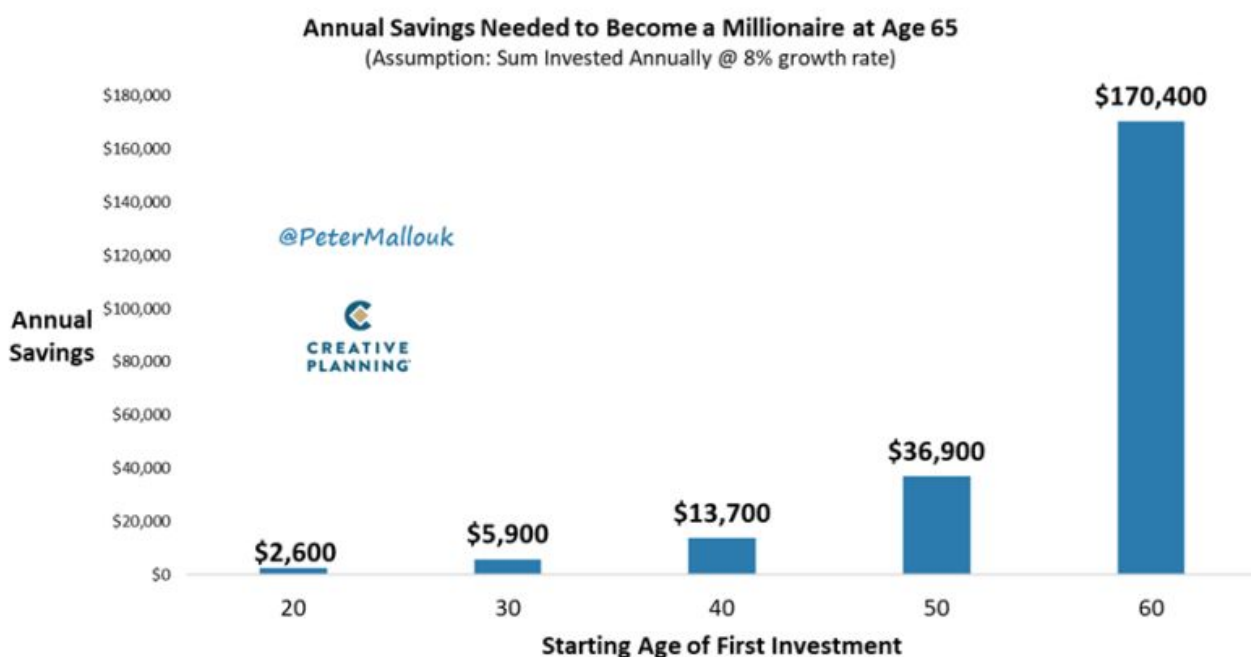 Annual Savings Needed to Become a Millionaire at Age 65
(Assumption: Sum Invested Annually @ 8% growth rate)
$180,000
$160,000
$140,000
$120,000
$100,000
$80,000
$60,000
$40,000
$20,000
$0
Annual
Savings
@PeterMallouk
CREATIVE
PLANNING
$2,600
$5,900
$13,700
$36,900
$170,400
20
30
40
50
60
Starting Age of First Investment